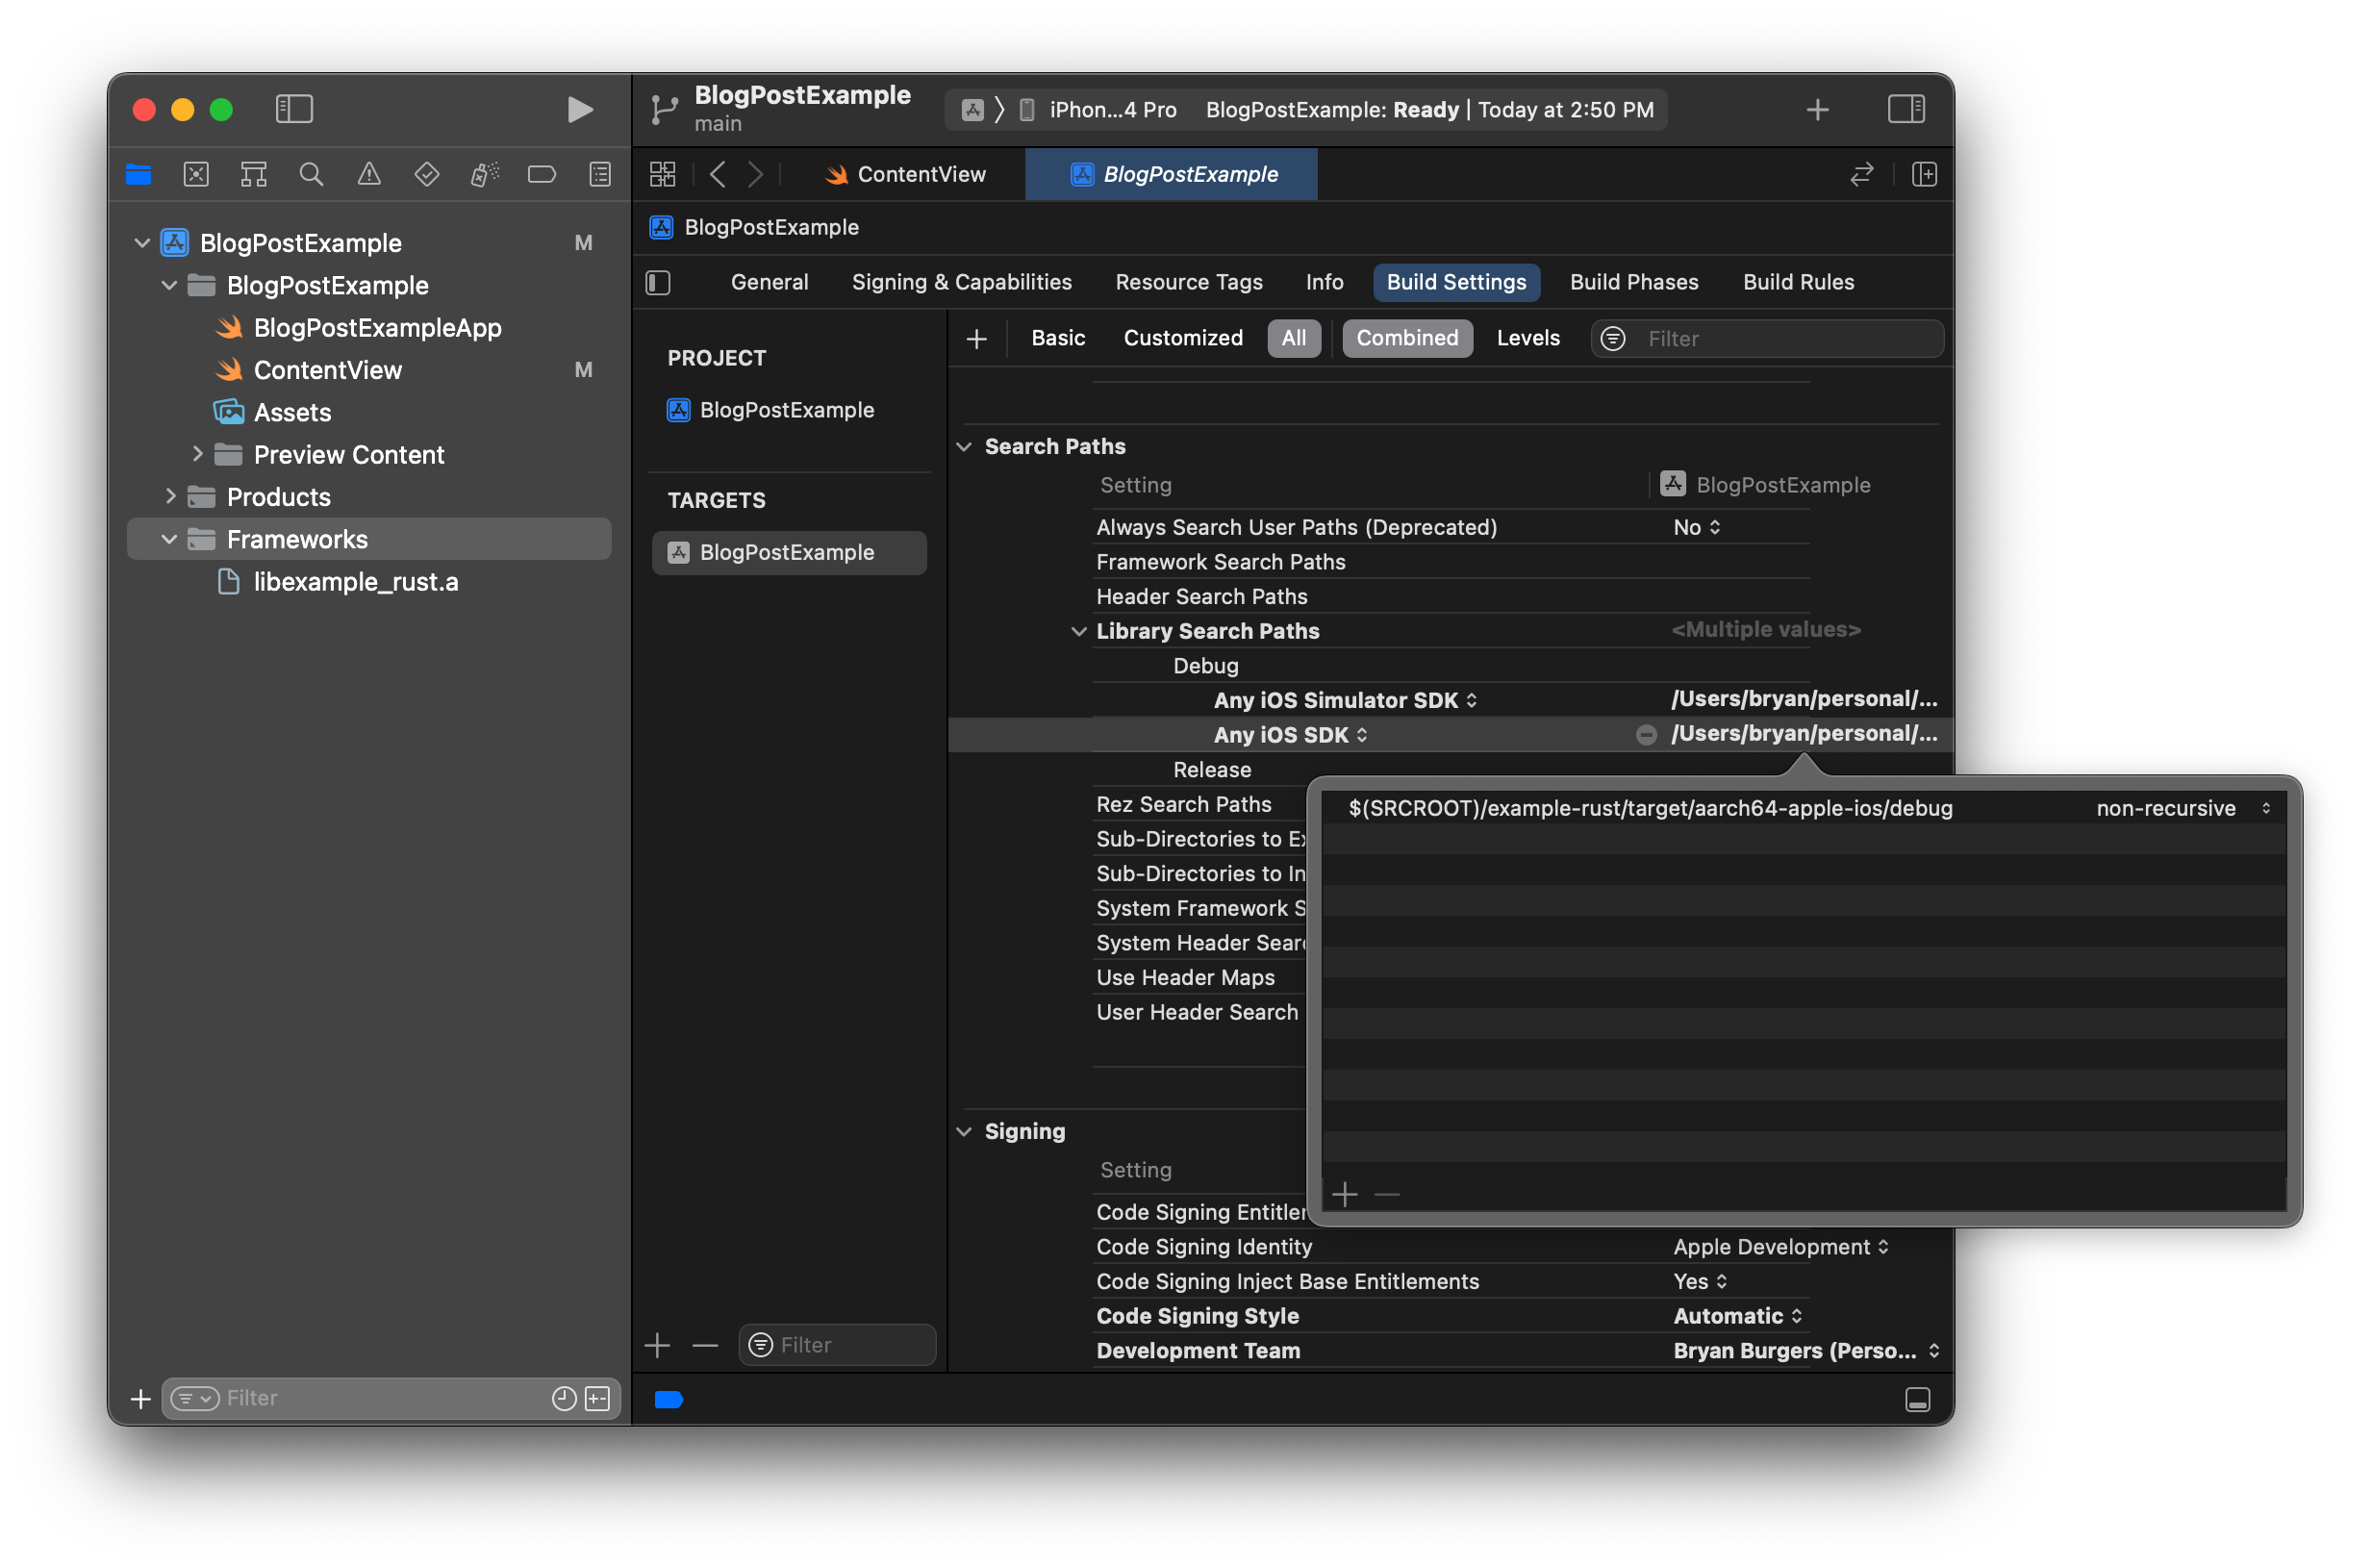 BlogPostExample
main
iPhon...4 Pro
BlogPostExample: Ready | Today at 2:50 PM
ContentView
BlogPostExample
BlogPostExample
M
BlogPostExample
BlogPostExampleApp
ContentView
M
Assets
Preview Content
Products
Frameworks
libexample_rust.a
Filter
BlogPostExample
General
Signing & Capabilities
Resource Tags
Info
Build Settings
Build Phases
Build Rules
PROJECT
BlogPostExample
TARGETS
BlogPostExample
Filter
Basic
Customized
All
Combined
Levels
Filter
Search Paths
Setting
BlogPostExample
Always Search User Paths (Deprecated)
No
Framework Search Paths
Header Search Paths
Library Search Paths
<Multiple values>
Debug
Any iOS Simulator SDK
/Users/bryan/personal/...
Any iOS SDK
/Users/bryan/personal/...
Release
Rez Search Paths
Sub-Directories to Ex
Sub-Directories to In
System Framework S
System Header Sear
Use Header Maps
User Header Search
$(SRCROOT)/example-rust/target/aarch64-apple-ios/debug
non-recursive
Signing
Setting
Code Signing Entitler
Code Signing Identity
Apple Development
Code Signing Inject Base Entitlements
Yes
Code Signing Style
Automatic
Development Team
Bryan Burgers (Perso...